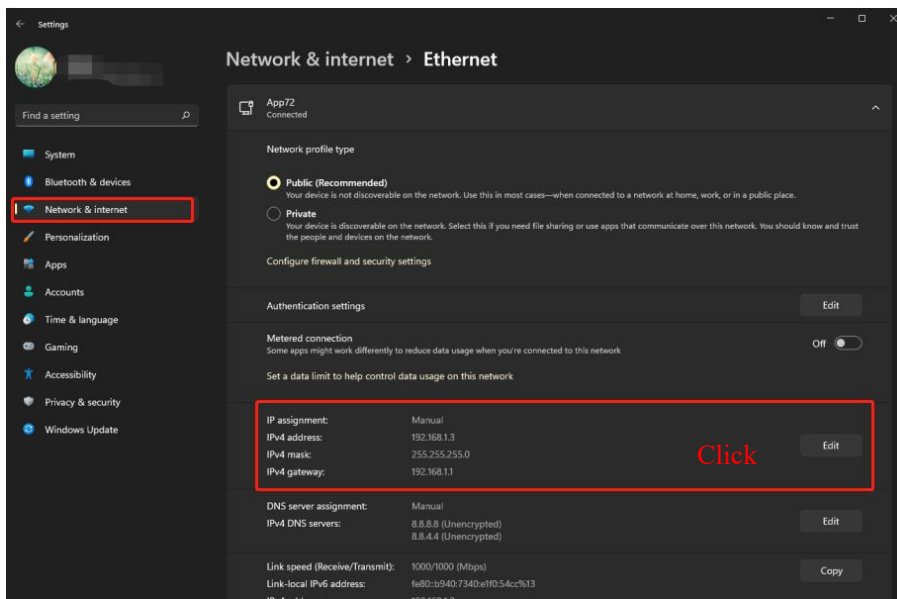 Settings
Network & internet > Ethernet
Find a setting
System
Bluetooth & devices
Network & internet
Personalization
Apps
Accounts
Time & language
Gaming
Accessibility
Privacy & security
Windows Update
App72
Connected
Network profile type
Public (Recommended)
Your device is not discoverable on the network. Use this in most cases—when connected to a network at home, work, or in a public place.
Private
Your device is discoverable on the network. Select this if you need file sharing or use apps that communicate over this network. You should know and trust
the people and devices on the network.
Configure firewall and security settings
Authentication settings Edit
Metered connection
Some apps might work differently to reduce data usage when you're connected to this network
Off
Set a data limit to help control data usage on this network
IP assignment: Manual
IPv4 address: 192.168.1.3
IPv4 mask: 255.255.255.0
IPv4 gateway: 192.168.1.1
Click
Edit
DNS server assignment: Manual
IPv4 DNS servers: 8.8.8.8 (Unencrypted)
8.8.4.4 (Unencrypted)
Edit
Link speed (Receive/Transmit): 1000/1000 (Mbps)
Link-local IPv6 address: fe80::b940:7340:e1f0:54cc%13
Copy